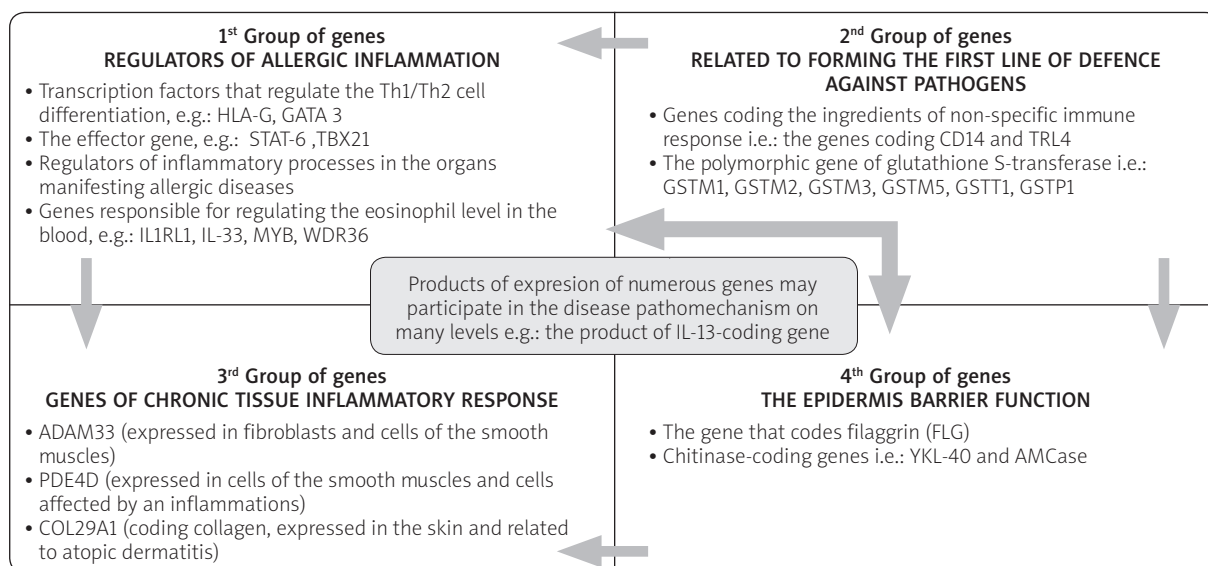 1st Group of genes
REGULATORS OF ALLERGIC INFLAMMATION
• Transcription factors that regulate the Th1/Th2 cell
differentiation, e.g.: HLA-G, GATA 3
• The effector gene, e.g.: STAT-6 ,TBX21
• Regulators of inflammatory processes in the organs
manifesting allergic diseases
• Genes responsible for regulating the eosinophil level in the
blood, e.g.: IL1RL1, IL-33, MYB, WDR36
2nd Group of genes
RELATED TO FORMING THE FIRST LINE OF DEFENCE
AGAINST PATHOGENS
• Genes coding the ingredients of non-specific immune
response i.e.: the genes coding CD14 and TRL4
• The polymorphic gene of glutathione S-transferase i.e.:
GSTM1, GSTM2, GSTM3, GSTM5, GSTT1, GSTP1
Products of expresion of numerous genes may
participate in the disease pathomechanism on
many levels e.g.: the product of IL-13-coding gene
3rd Group of genes
GENES OF CHRONIC TISSUE INFLAMMATORY RESPONSE
• ADAM33 (expressed in fibroblasts and cells of the smooth
muscles)
• PDE4D (expressed in cells of the smooth muscles and cells
affected by an inflammations)
• COL29A1 (coding collagen, expressed in the skin and related
to atopic dermatitis)
4th Group of genes
THE EPIDERMIS BARRIER FUNCTION
• The gene that codes filaggrin (FLG)
• Chitinase-coding genes i.e.: YKL-40 and AMCase